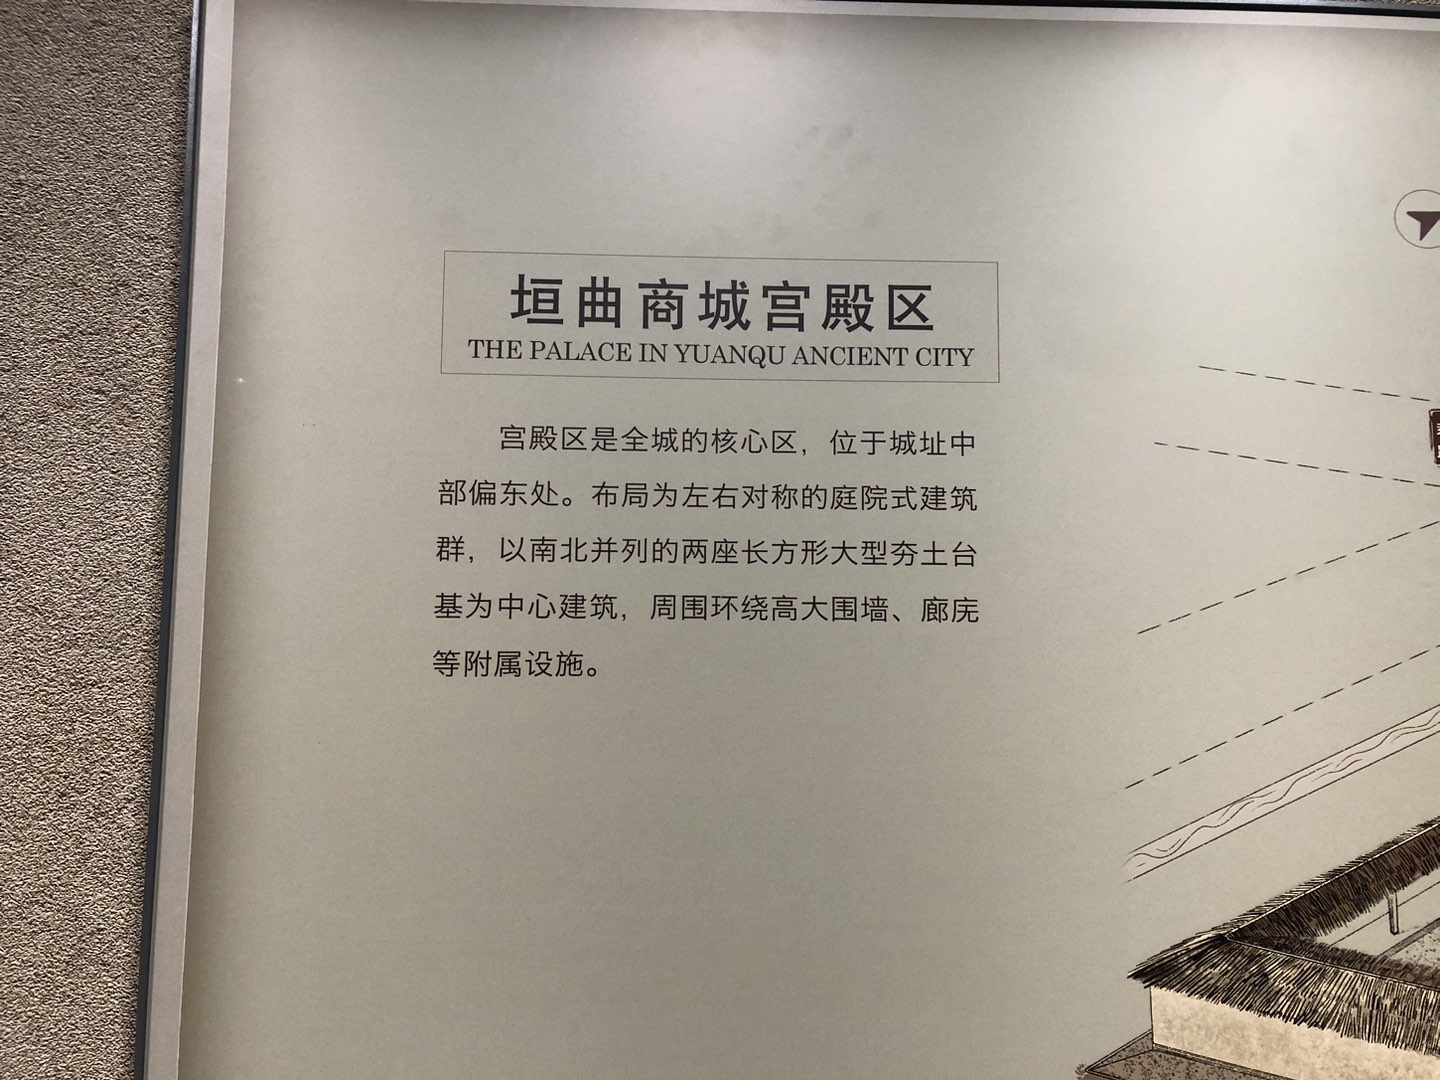 垣曲商城宫殿区
THE PALACE IN YUANQU ANCIENT CITY
宫殿区是全城的核心区，位于城址中
部偏东处。布局为左右对称的庭院式建筑
群，以南北并列的两座长方形大型夯土台
基为中心建筑，周围环绕高大围墙、廊庑
等附属设施。